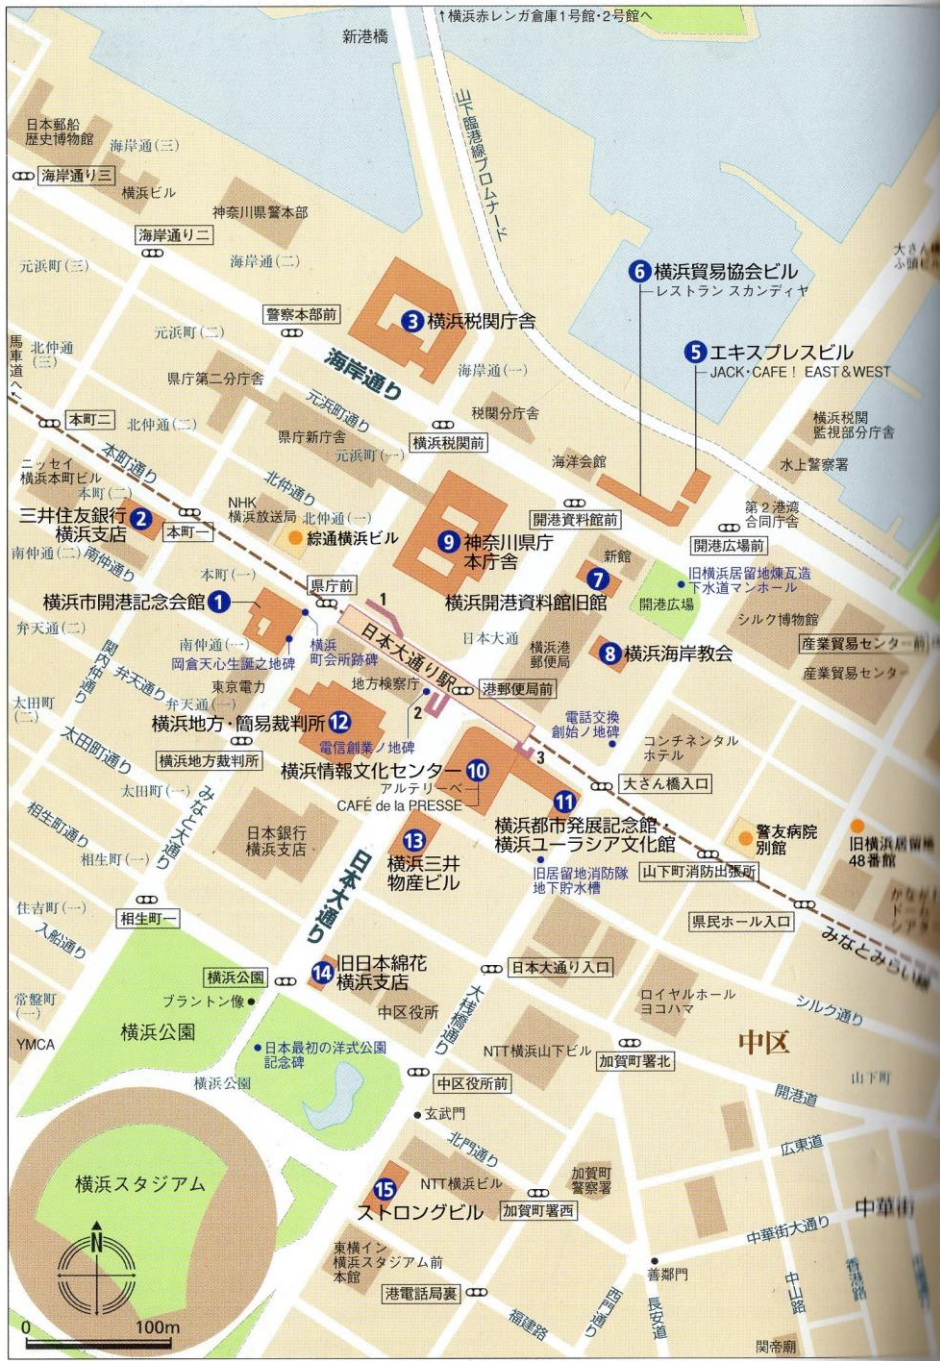 ↑横浜赤レンガ倉庫1号館・2号館へ
新港橋
山下臨港線プロムナード
日本郵船
歴史博物館
海岸通(三)
海岸通り三
横浜ビル
神奈川県警本部
海岸通り二
元浜町(三)
海岸通(二)
大さん橋
ふ頭ビル
6 横浜貿易協会ビル
レストラン スカンディヤ
3 横浜税関庁舎
警察本部前
元浜町(二)
馬車道へ
北仲通
(三)
海岸通り
海岸通(一)
5 エキスプレスビル
JACK・CAFE! EAST&WEST
県庁第二分庁舎
元浜町通り
税関分庁舎
横浜税関
監視部分庁舎
本町二
北仲通(二)
県庁新庁舎
横浜税関前
本町通り
元浜町(一)
海洋会館
水上警察署
ニッセイ
横浜本町ビル
本町(二)
北仲通り
三井住友銀行 2
横浜支店
本町一
NHK
横浜放送局
北仲通(一)
綜通横浜ビル
開港資料館前
第2港湾
合同庁舎
9 神奈川県庁
本庁舎
開港広場前
南仲通(二)
南仲通り
本町(一)
県庁前
新館
7
横浜開港資料館旧館
旧横浜居留地煉瓦造
下水道マンホール
開港広場
横浜市開港記念会館 1
1
弁天通(二)
南仲通(一)
横浜
町会所跡碑
日本大通
シルク博物館
関内仲通り
岡倉天心生誕之地碑
日本大通り駅
横浜港
郵便局
8 横浜海岸教会
産業貿易センター前
産業貿易センター
弁天通り
東京電力
地方検察庁
港郵便局前
太田町
(二)
弁天通(一)
2
横浜地方・簡易裁判所 12
電信創業ノ地碑
電話交換
創始ノ地碑
太田町通り
横浜地方裁判所
3
コンチネンタル
ホテル
横浜情報文化センター 10
アルテリーベ
CAFÉ de la PRESSE
大さん橋入口
太田町(一)
みなと大通り
11
横浜都市発展記念館・
横浜ユーラシア文化館
相生町通り
日本銀行
横浜支店
13
横浜三井
物産ビル
警友病院
別館
旧横浜居留地
48番館
相生町(一)
旧居留地消防隊
地下貯水槽
山下町消防出張所
日本大通り
住吉町(一)
相生町一
県民ホール入口
入船通り
みなとみらい線
横浜公園
14 旧日本綿花
横浜支店
日本大通り入口
常盤町
(一)
ブラントン像
大桟橋通り
ロイヤルホール
ヨコハマ
シルク通り
横浜公園
中区役所
YMCA
日本最初の洋式公園
記念碑
NTT横浜山下ビル
加賀町署北
中区
横浜公園
中区役所前
山下町
開港道
玄武門
北門通り
広東道
横浜スタジアム
15
ストロングビル
NTT横浜ビル
加賀町
警察署
加賀町署西
中華街
中華街大通り
N
東横イン
横浜スタジアム前
本館
善鄰門
港電話局裏
西門通り
長安道
中山路
香港路
福建路
0 100m
関帝廟